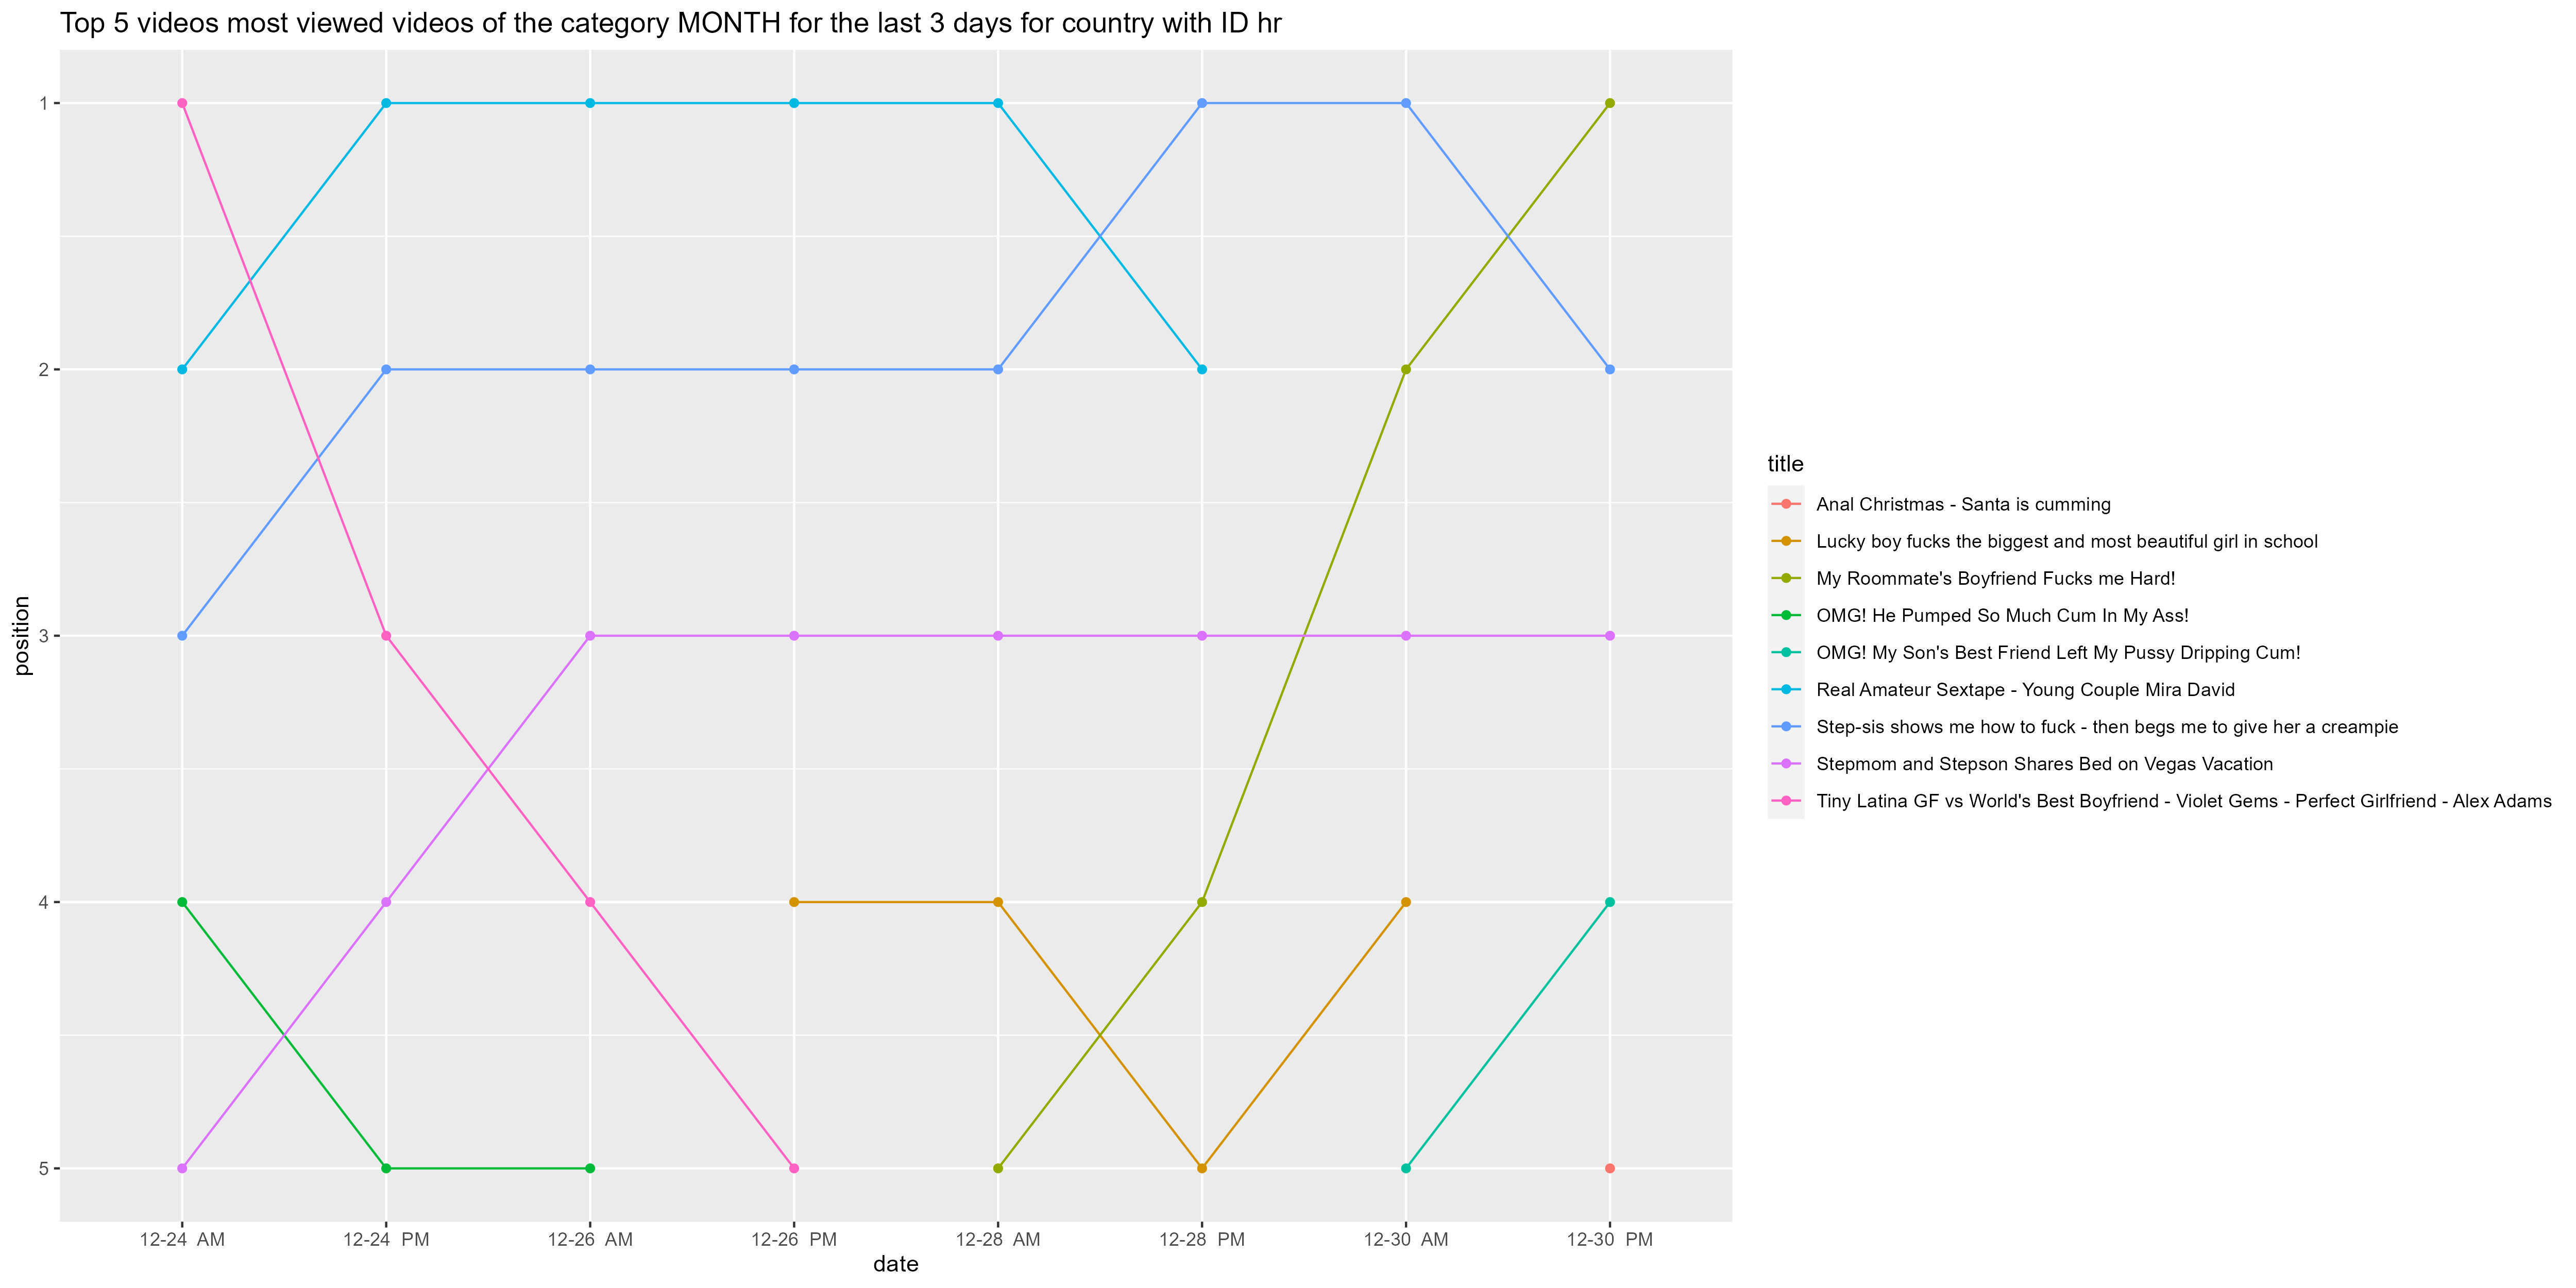 Top 5 videos most viewed videos of the category MONTH for the last 3 days for country with ID hr
1
2
3
4
5
position
12-24 AM
12-24 PM
12-26 AM
12-26 PM
12-28 AM
12-28 PM
12-30 AM
12-30 PM
date
title
Anal Christmas - Santa is cumming
Lucky boy fucks the biggest and most beautiful girl in school
My Roommate's Boyfriend Fucks me Hard!
OMG! He Pumped So Much Cum In My Ass!
OMG! My Son's Best Friend Left My Pussy Dripping Cum!
Real Amateur Sextape - Young Couple Mira David
Step-sis shows me how to fuck - then begs me to give her a creampie
Stepmom and Stepson Shares Bed on Vegas Vacation
Tiny Latina GF vs World's Best Boyfriend - Violet Gems - Perfect Girlfriend - Alex Adams